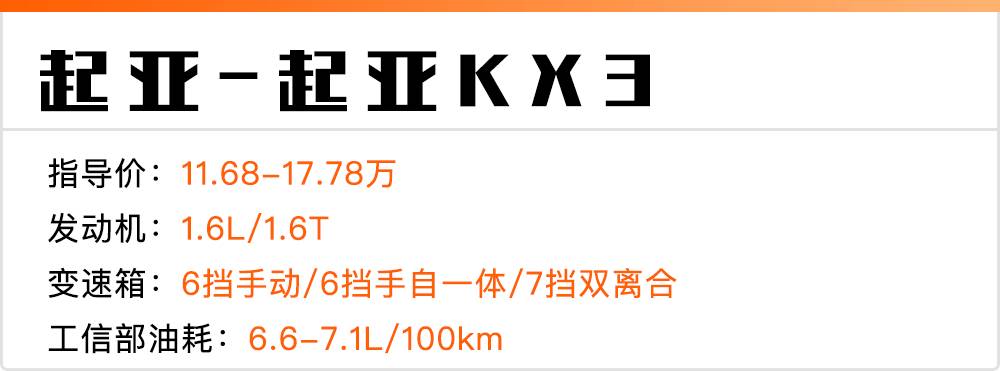 起亚-起亚KX3
指导价：11.68-17.78万
发动机：1.6L/1.6T
变速箱：6挡手动/6挡手自一体/7挡双离合
工信部油耗：6.6-7.1L/100km